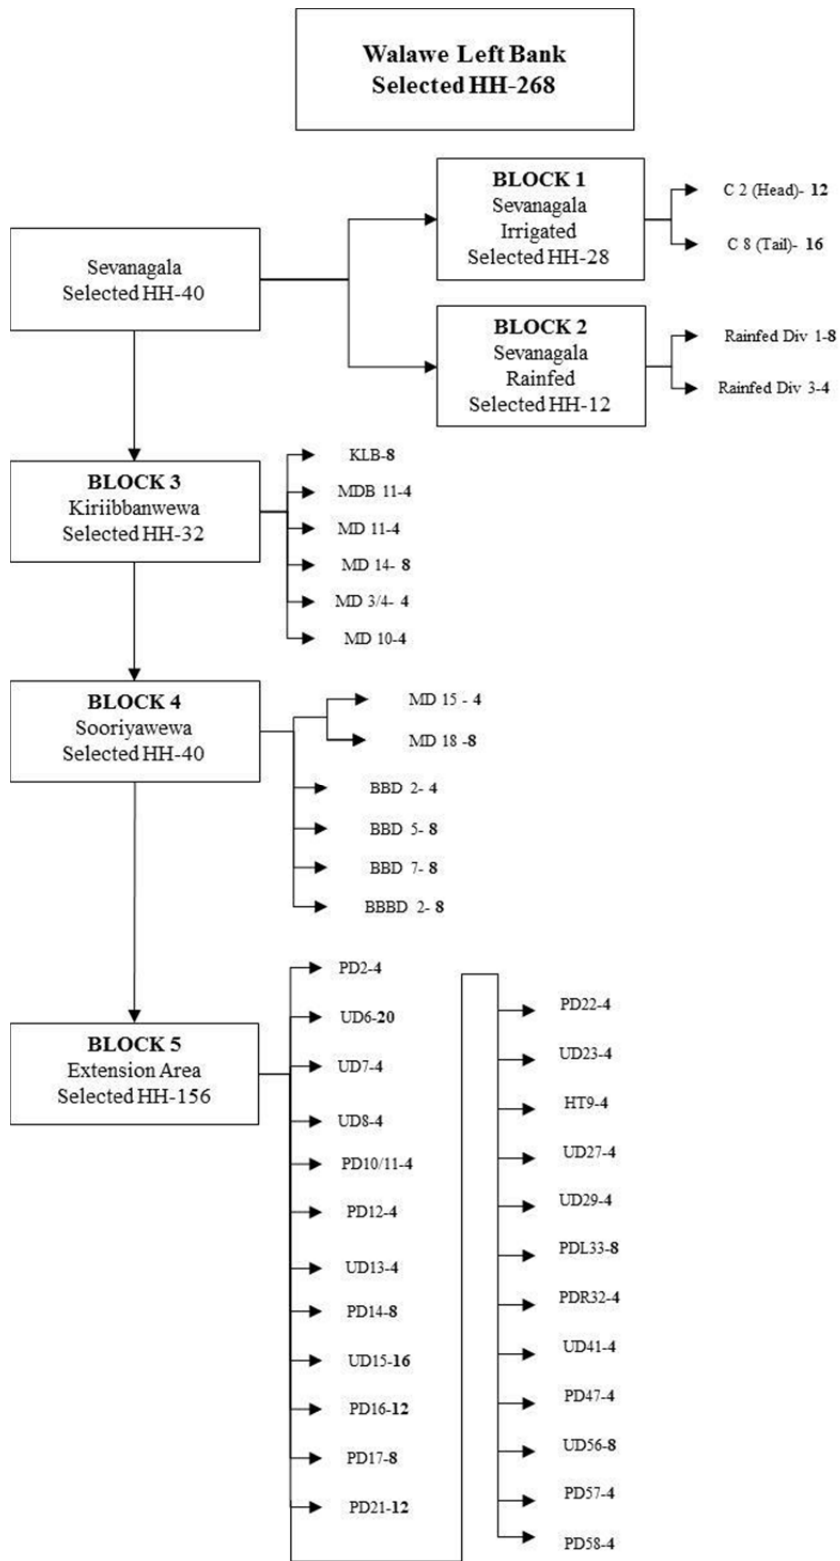 Walawe Left Bank
Selected HH-268
Sevanagala
Selected HH-40
BLOCK 1
Sevanagala
Irrigated
Selected HH-28
C 2 (Head)- 12
C 8 (Tail)- 16
BLOCK 2
Sevanagala
Rainfed
Selected HH-12
Rainfed Div 1-8
Rainfed Div 3-4
BLOCK 3
Kiriibbanwewa
Selected HH-32
KLB-8
MDB 11-4
MD 11-4
MD 14- 8
MD 3/4- 4
MD 10-4
BLOCK 4
Sooriyawewa
Selected HH-40
MD 15 - 4
MD 18 -8
BBD 2- 4
BBD 5- 8
BBD 7- 8
BBBD 2- 8
BLOCK 5
Extension Area
Selected HH-156
PD2-4
UD6-20
UD7-4
UD8-4
PD10/11-4
PD12-4
UD13-4
PD14-8
UD15-16
PD16-12
PD17-8
PD21-12
PD22-4
UD23-4
HT9-4
UD27-4
UD29-4
PDL33-8
PDR32-4
UD41-4
PD47-4
UD56-8
PD57-4
PD58-4